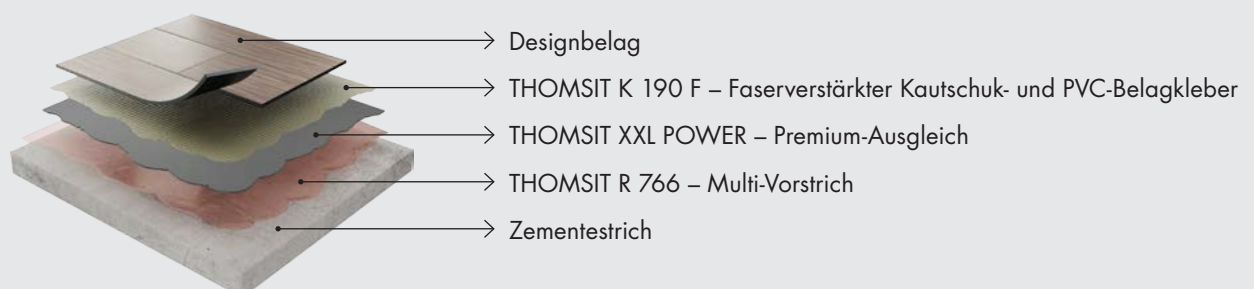 Designbelag
THOMSIT K 190 F – Faserverstärkter Kautschuk- und PVC-Belagkleber
THOMSIT XXL POWER – Premium-Ausgleich
THOMSIT R 766 – Multi-Vorstrich
Zementestrich